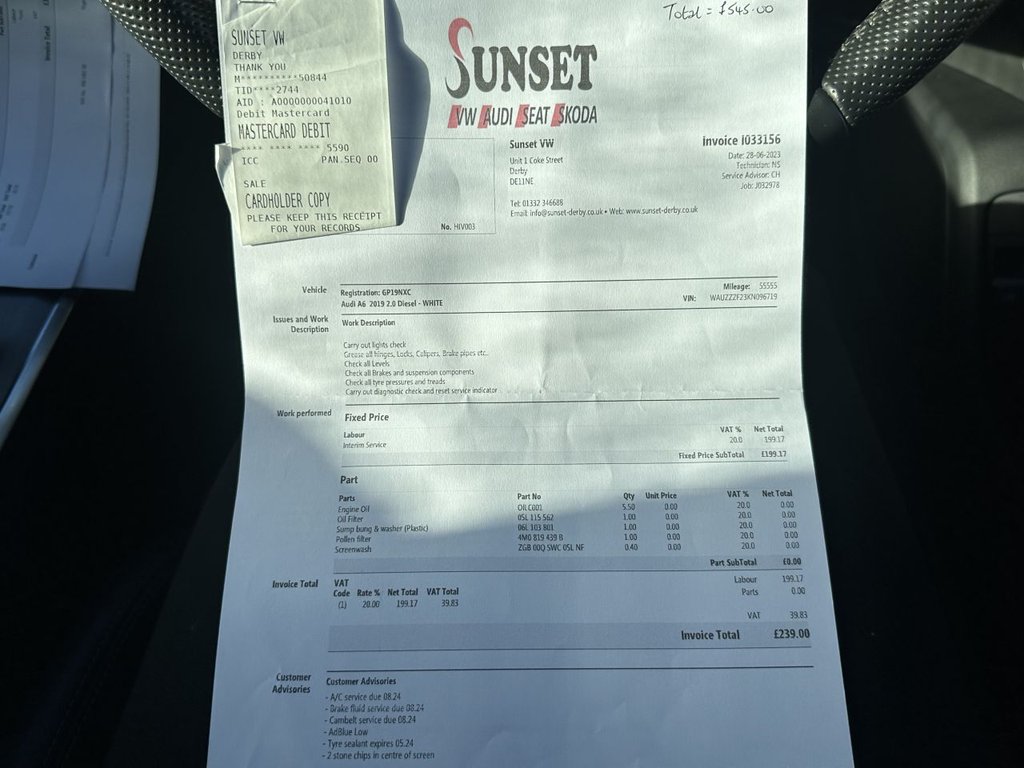 Total = £545.00
SUNSET VW
DERBY
THANK YOU
M**********50844
TID****2744
AID : A0000000041010
Debit Mastercard
MASTERCARD DEBIT
**** **** **** 5590
ICC PAN.SEQ 00
SALE
CARDHOLDER COPY
PLEASE KEEP THIS RECEIPT
FOR YOUR RECORDS
SUNSET
VW AUDI SEAT SKODA
No. HIV003
Sunset VW
Unit 1 Coke Street
Derby
DE11NE
Tel: 01332 346688
Email: info@sunset-derby.co.uk • Web: www.sunset-derby.co.uk
Invoice I033156
Date: 28-06-2023
Technician: NS
Service Advisor: CH
Job: J032978
Vehicle
Registration: GP19NXC
Audi A6 2019 2.0 Diesel - WHITE
Mileage: 55555
VIN: WAUZZZF23KN096719
Issues and Work Description
Work Description
Carry out lights check
Grease all hinges, Locks, Calipers, Brake pipes etc..
Check all Levels
Check all Brakes and suspension components
Check all tyre pressures and treads
Carry out diagnostic check and reset service indicator
Work performed
Fixed Price
Labour VAT % Net Total
Interim Service 20.0 199.17
Fixed Price SubTotal £199.17
Part
Parts Part No Qty Unit Price VAT % Net Total
Engine Oil OILC001 5.50 0.00 20.0 0.00
Oil Filter 05L 115 562 1.00 0.00 20.0 0.00
Sump bung & washer (Plastic) 06L 103 801 1.00 0.00 20.0 0.00
Pollen filter 4M0 819 439 B 1.00 0.00 20.0 0.00
Screenwash ZGB 00Q SWC 05L NF 0.40 0.00 20.0 0.00
Part SubTotal £0.00
Invoice Total
VAT
Code Rate % Net Total VAT Total
(1) 20.00 199.17 39.83
Labour 199.17
Parts 0.00
VAT 39.83
Invoice Total £239.00
Customer Advisories
Customer Advisories
- A/C service due 08.24
- Brake fluid service due 08.24
- Cambelt service due 08.24
- AdBlue Low
- Tyre sealant expires 05.24
- 2 stone chips in centre of screen